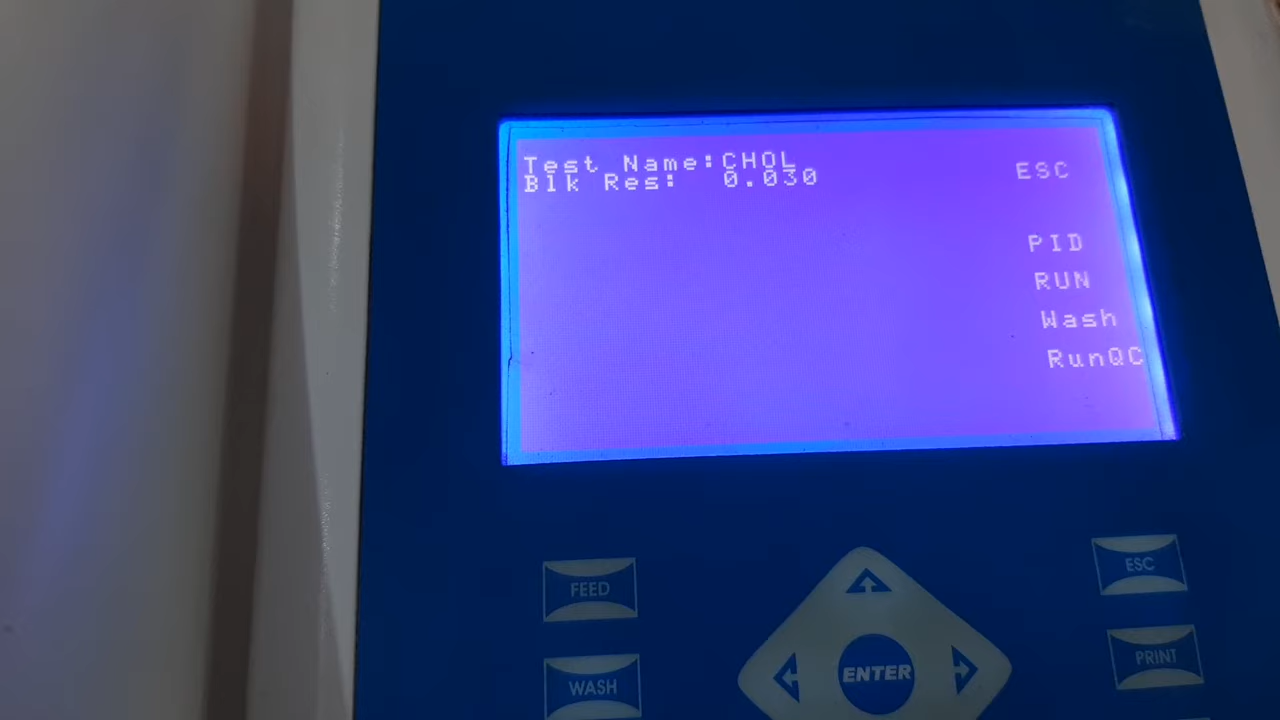 Test Name:CHOL
Blk Res: 0.030
ESC
PID
RUN
Wash
RunQC
FEED
WASH
ENTER
ESC
PRINT